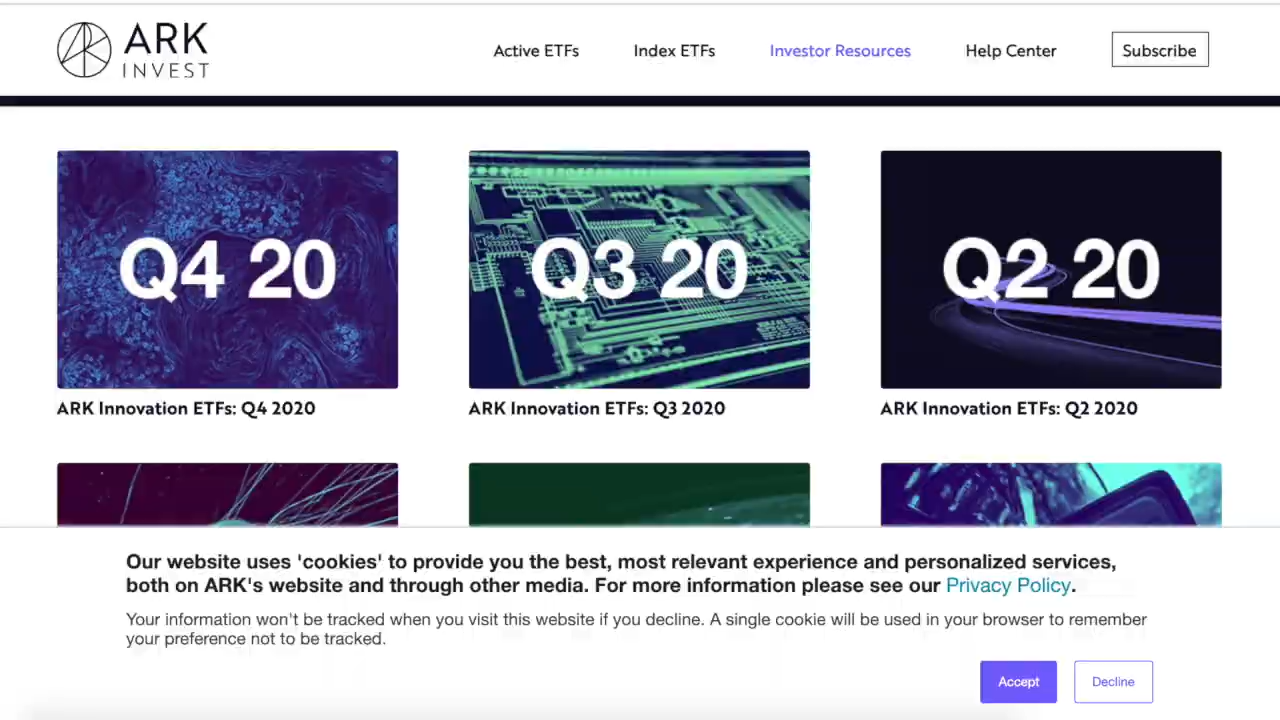 ARK
INVEST
Active ETFs
Index ETFs
Investor Resources
Help Center
Subscribe
Q4 20
Q3 20
Q2 20
ARK Innovation ETFs: Q4 2020
ARK Innovation ETFs: Q3 2020
ARK Innovation ETFs: Q2 2020
Our website uses 'cookies' to provide you the best, most relevant experience and personalized services,
both on ARK's website and through other media. For more information please see our Privacy Policy.
Your information won't be tracked when you visit this website if you decline. A single cookie will be used in your browser to remember
your preference not to be tracked.
Accept
Decline